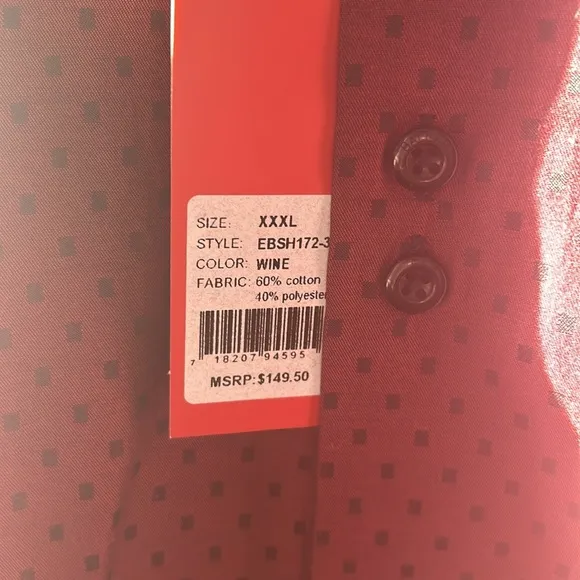 SIZE: XXXL
STYLE: EBSH172-3
COLOR: WINE
FABRIC: 60% cotton
40% polyester
7 18207 94595
MSRP:$149.50